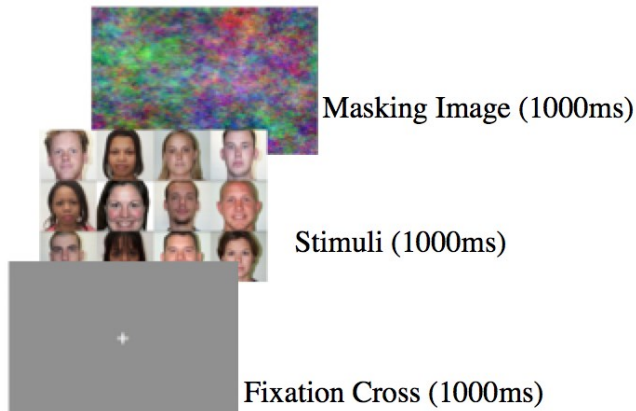 Masking Image (1000ms)
Stimuli (1000ms)
Fixation Cross (1000ms)